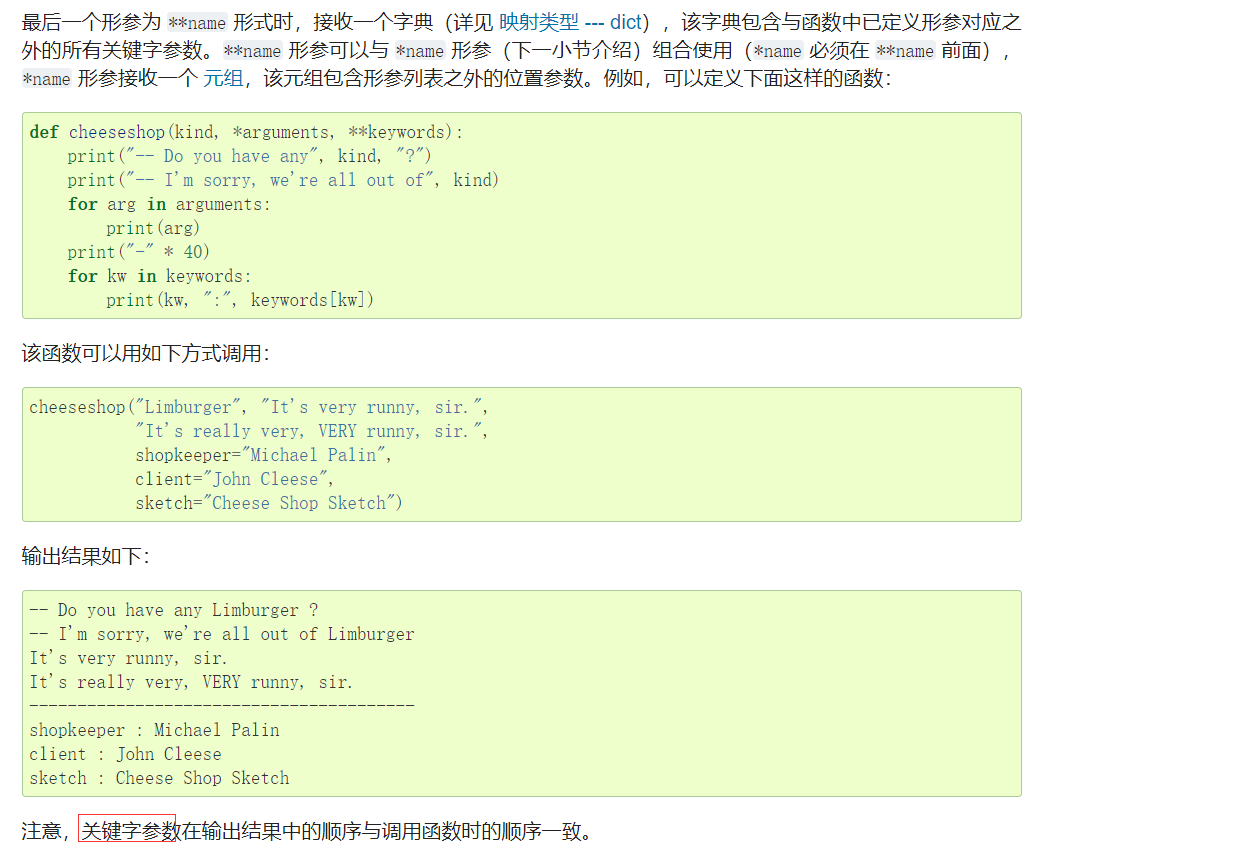 最后一个形参为 **name 形式时，接收一个字典（详见 映射类型 --- dict），该字典包含与函数中已定义形参对应之
外的所有关键字参数。**name 形参可以与 *name 形参（下一小节介绍）组合使用（*name 必须在 **name 前面），
*name 形参接收一个 元组，该元组包含形参列表之外的位置参数。例如，可以定义下面这样的函数：
def cheeseshop(kind, *arguments, **keywords):
    print("-- Do you have any", kind, "?")
    print("-- I'm sorry, we're all out of", kind)
    for arg in arguments:
        print(arg)
    print("-" * 40)
    for kw in keywords:
        print(kw, ":", keywords[kw])
该函数可以用如下方式调用：
cheeseshop("Limburger", "It's very runny, sir.",
           "It's really very, VERY runny, sir.",
           shopkeeper="Michael Palin",
           client="John Cleese",
           sketch="Cheese Shop Sketch")
输出结果如下：
-- Do you have any Limburger ?
-- I'm sorry, we're all out of Limburger
It's very runny, sir.
It's really very, VERY runny, sir.
----------------------------------------
shopkeeper : Michael Palin
client : John Cleese
sketch : Cheese Shop Sketch
注意，关键字参数在输出结果中的顺序与调用函数时的顺序一致。